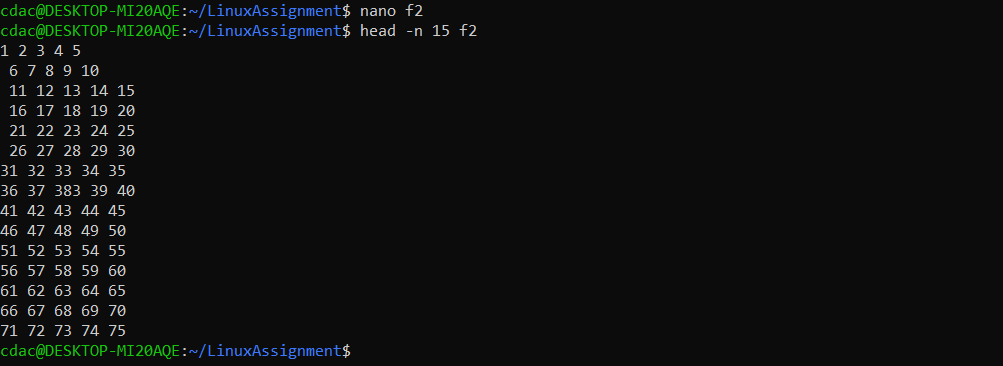 cdac@DESKTOP-MI20AQE:~/LinuxAssignment$ nano f2
cdac@DESKTOP-MI20AQE:~/LinuxAssignment$ head -n 15 f2
1 2 3 4 5
 6 7 8 9 10
 11 12 13 14 15
 16 17 18 19 20
 21 22 23 24 25
 26 27 28 29 30
31 32 33 34 35
36 37 383 39 40
41 42 43 44 45
46 47 48 49 50
51 52 53 54 55
56 57 58 59 60
61 62 63 64 65
66 67 68 69 70
71 72 73 74 75
cdac@DESKTOP-MI20AQE:~/LinuxAssignment$